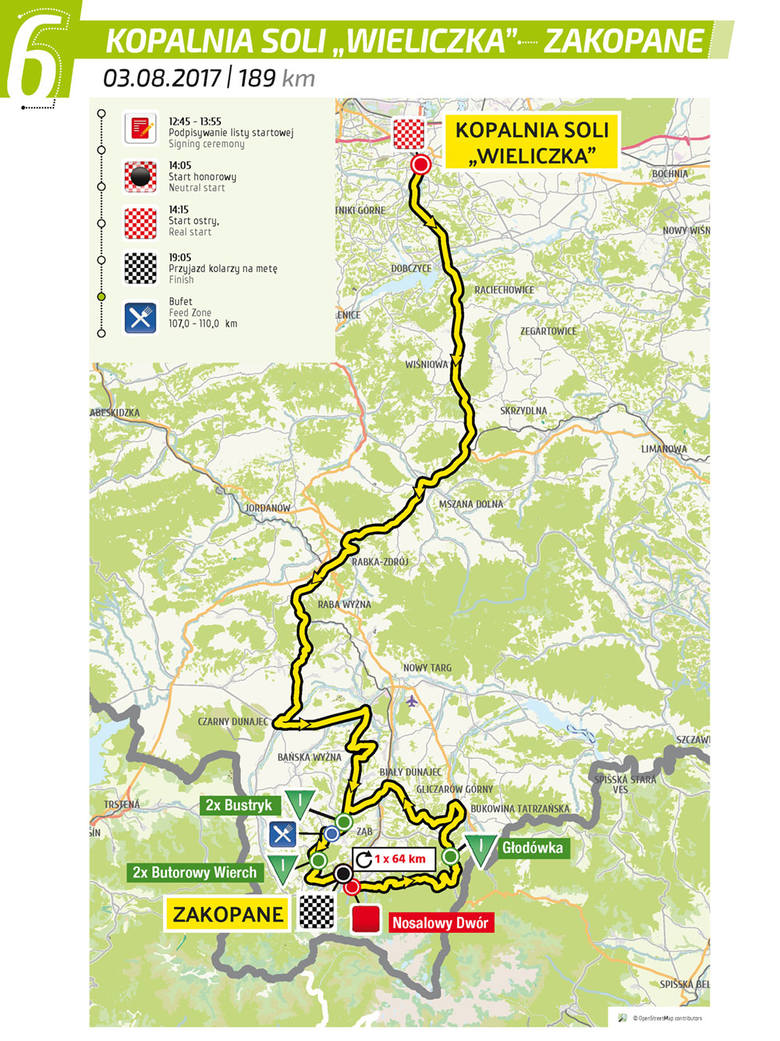 6
KOPALNIA SOLI „WIELICZKA” ZAKOPANE
03.08.2017 | 189 km
12:45 - 13:55
Podpisywanie listy startowej
Signing ceremony
14:05
Start honorowy
Neutral start
14:15
Start ostry,
Real start
19:05
Przyjazd kolarzy na metę
Finish
Bufet
Feed Zone
107,0 - 110,0 km
KOPALNIA SOLI
„WIELICZKA”
BOCHNIA
TNIKI GÓRNE
NOWY WIŚN
DOBCZYCE
RACIECHOWICE
LENICE
ZEGARTOWICE
WIŚNIOWA
ABESKIDZKA
SKRZYDLNA
LIMANOWA
JORDANÓW
MSZANA DOLNA
RABKA-ZDRÓJ
RABA WYŻNA
NOWY TARG
CZARNY DUNAJEC
SZCZAW
BAŃSKA WYŻNA
BIAŁY DUNAJEC
SPIŠSKÁ STARÁ
VES
GLICZARÓW GÓRNY
TRSTENÁ
2x Bustryk
BUKOWINA TATRZAŃSKA
SÍN
ZĄB
Głodówka
1 x 64 km
2x Butorowy Wierch
ZAKOPANE
Nosalowy Dwór
SPIŠSKÁ BEL
© OpenStreetMap contributors